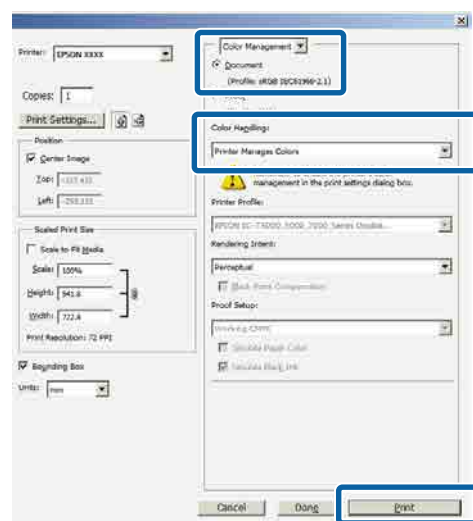 Printer: EPSON XXXX
Copies: 1
Print Settings...
Position
Center Image
Top:
Left:
Scaled Print Size
Scale to Fit Media
Scale: 100%
Height: 941.6
Width: 722.4
Print Resolution: 72 PPI
Bounding Box
Units: mm
Color Management
Document
(Profile: sRGB IEC61966-2.1)
Color Handling:
Printer Manages Colors
management in the print settings dialog box.
Printer Profile:
Rendering Intent:
Perceptual
Black Point Compensation
Proof Setup:
Working CMYK
Simulate Paper Color
Simulate Black Ink
Cancel
Done
Print